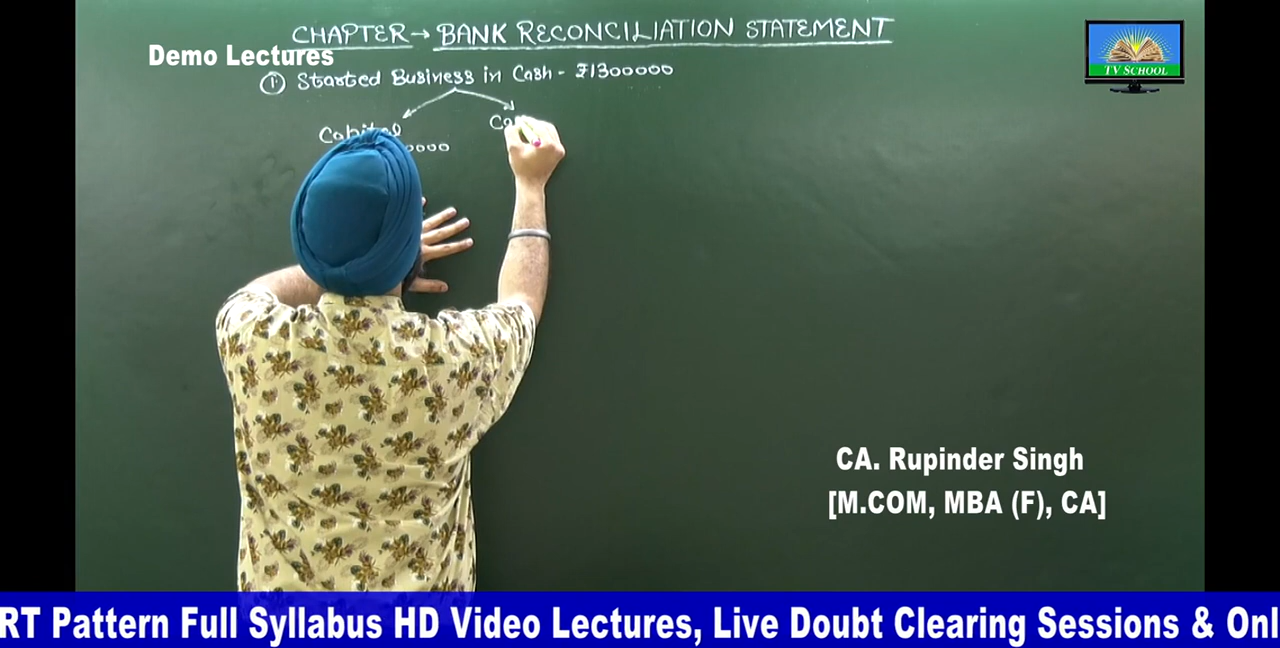 CHAPTER → BANK RECONCILIATION STATEMENT
Demo Lectures
TV SCHOOL
① Started Business in Cash - ₹1300000
Capital
CA. Rupinder Singh
[M.COM, MBA (F), CA]
RT Pattern Full Syllabus HD Video Lectures, Live Doubt Clearing Sessions & Onl